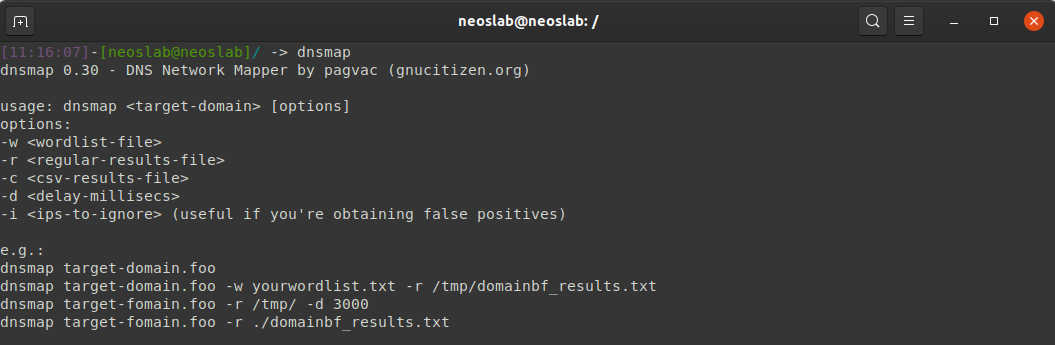 neoslab@neoslab: /
[11:16:07]-[neoslab@neoslab]/ -> dnsmap
dnsmap 0.30 - DNS Network Mapper by pagvac (gnucitizen.org)
usage: dnsmap <target-domain> [options]
options:
-w <wordlist-file>
-r <regular-results-file>
-c <csv-results-file>
-d <delay-millisecs>
-i <ips-to-ignore> (useful if you're obtaining false positives)
e.g.:
dnsmap target-domain.foo
dnsmap target-domain.foo -w yourwordlist.txt -r /tmp/domainbf_results.txt
dnsmap target-fomain.foo -r /tmp/ -d 3000
dnsmap target-fomain.foo -r ./domainbf_results.txt